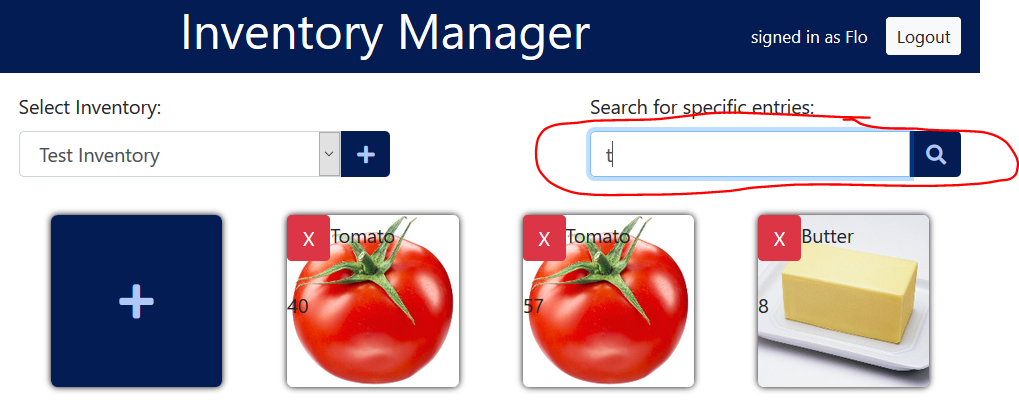 Inventory Manager
signed in as Flo
Logout
Select Inventory:
Search for specific entries:
Test Inventory
t
X Tomato
40
X Tomato
57
X Butter
8